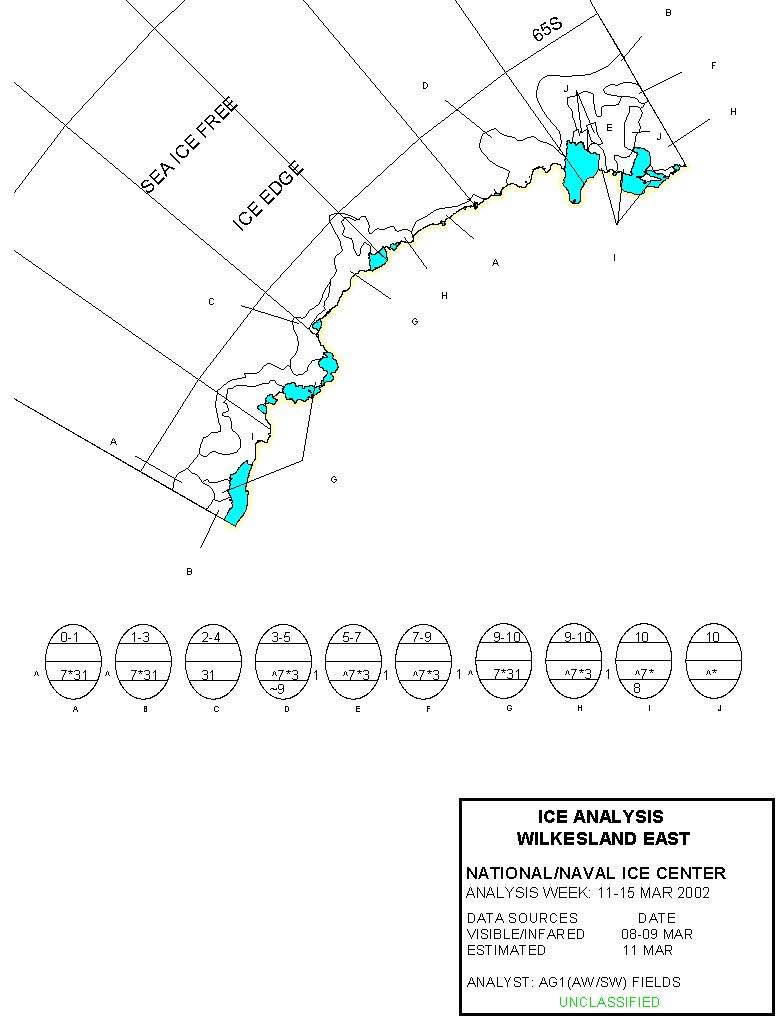 B
65S
F
D
J
H
E
J
SEA ICE FREE
ICE EDGE
I
A
H
C
G
A
I
G
B
0-1 1-3 2-4 3-5 5-7 7-9 9-10 9-10 10 10
^ 7*31 ^ 7*31 31 ^7*3 1 ^7*3 1 ^7*3 1 ^ 7*31 ^7*3 1 ^7* ^*
~9 8
A B C D E F G H I J
ICE ANALYSIS
WILKESLAND EAST
NATIONAL/NAVAL ICE CENTER
ANALYSIS WEEK: 11-15 MAR 2002
DATA SOURCES DATE
VISIBLE/INFARED 08-09 MAR
ESTIMATED 11 MAR
ANALYST: AG1(AW/SW) FIELDS
UNCLASSIFIED